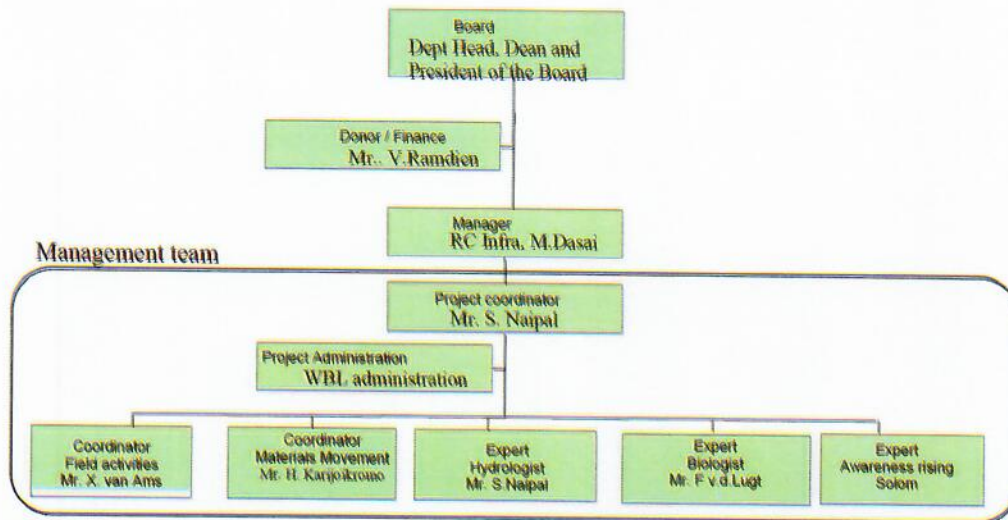 Board
Dept Head, Dean and
President of the Board
Donor / Finance
Mr.. V.Ramdien
Manager
RC Infra, M.Dasai
Management team
Project coordinator
Mr. S. Naipal
Project Administration
WBL administration
Coordinator
Field activities
Mr. X. van Ams
Coordinator
Materials Movement
Mr. H. Karijoikromo
Expert
Hydrologist
Mr. S.Naipal
Expert
Biologist
Mr. F v.d.Lugt
Expert
Awareness rising
Solom